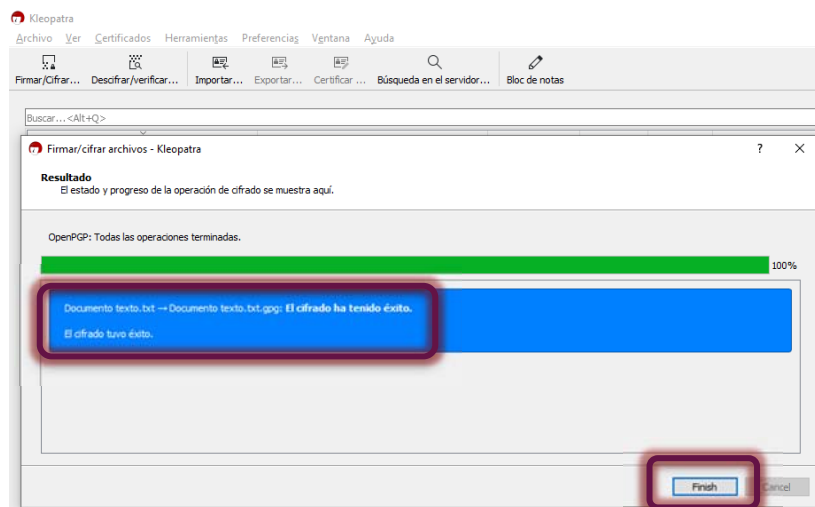 Kleopatra
Archivo Ver Certificados Herramientas Preferencias Ventana Ayuda
Firmar/Cifrar... Descifrar/verificar... Importar... Exportar... Certificar ... Búsqueda en el servidor... Bloc de notas
Buscar...<Alt+Q>
Firmar/cifrar archivos - Kleopatra ? ×
Resultado
El estado y progreso de la operación de cifrado se muestra aquí.
OpenPGP: Todas las operaciones terminadas.
100%
Documento texto.txt → Documento texto.txt.gpg: El cifrado ha tenido éxito.
El cifrado tuvo éxito.
Finish Cancel